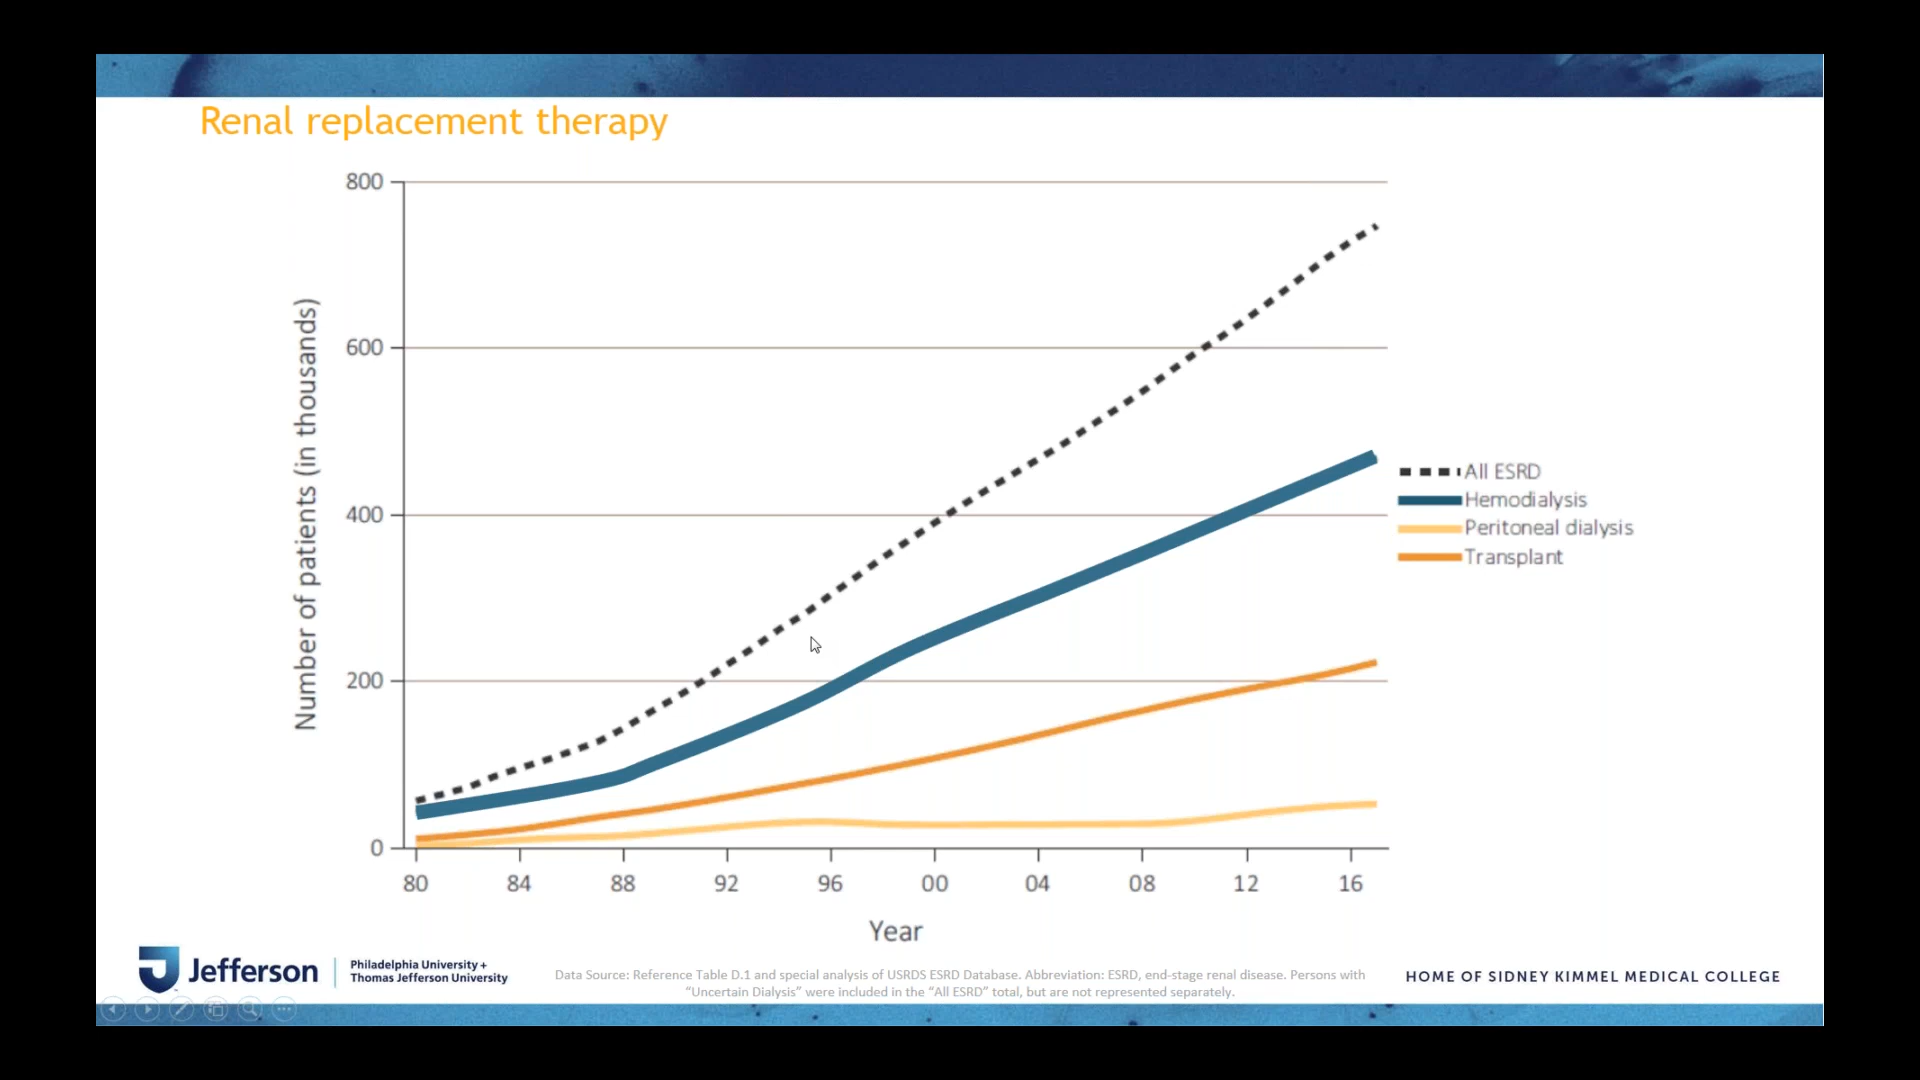 Renal replacement therapy
800
600
400
200
0
Number of patients (in thousands)
80 84 88 92 96 00 04 08 12 16
Year
All ESRD
Hemodialysis
Peritoneal dialysis
Transplant
Jefferson
Philadelphia University +
Thomas Jefferson University
Data Source: Reference Table D.1 and special analysis of USRDS ESRD Database. Abbreviation: ESRD, end-stage renal disease. Persons with
“Uncertain Dialysis” were included in the “All ESRD” total, but are not represented separately.
HOME OF SIDNEY KIMMEL MEDICAL COLLEGE